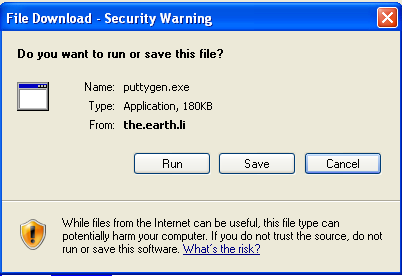 File Download - Security Warning
Do you want to run or save this file?
Name: puttygen.exe
Type: Application, 180KB
From: the.earth.li
Run Save Cancel
While files from the Internet can be useful, this file type can
potentially harm your computer. If you do not trust the source, do not
run or save this software. What's the risk?